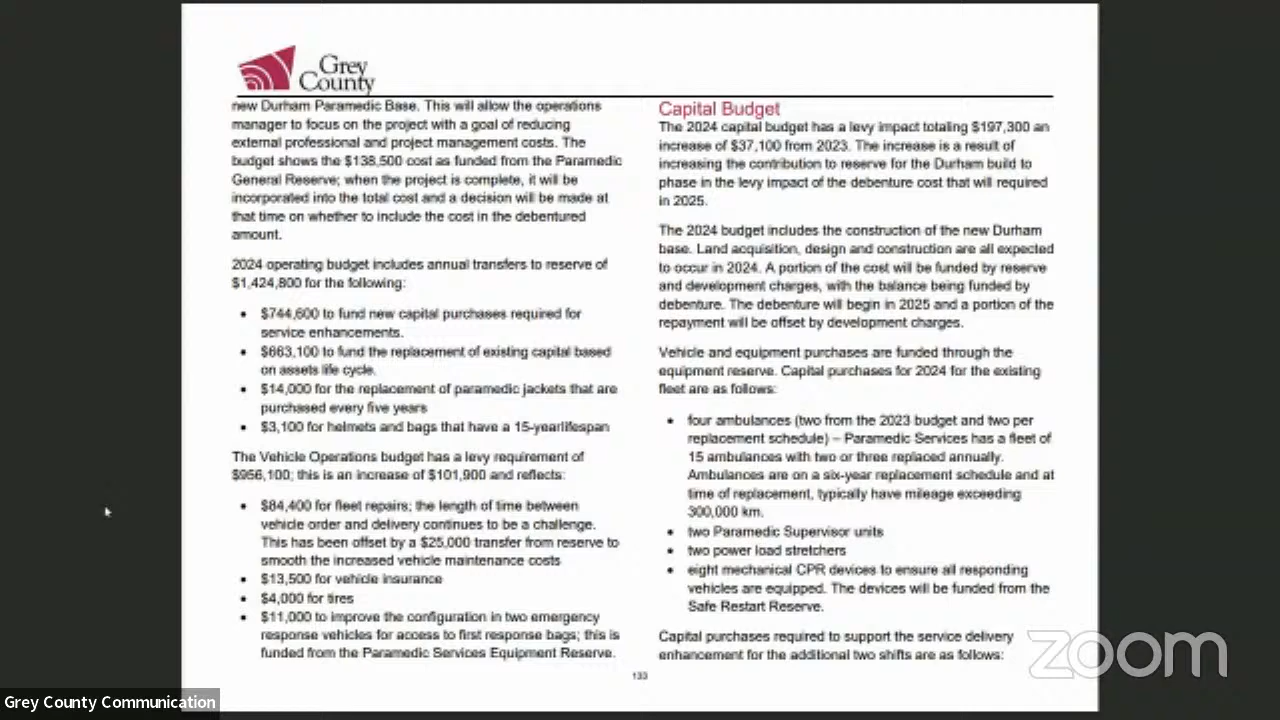 Grey
County
new Durham Paramedic Base. This will allow the operations
manager to focus on the project with a goal of reducing
external professional and project management costs. The
budget shows the $138,500 cost as funded from the Paramedic
General Reserve; when the project is complete, it will be
incorporated into the total cost and a decision will be made at
that time on whether to include the cost in the debentured
amount.
2024 operating budget includes annual transfers to reserve of
$1,424,800 for the following:
• $744,600 to fund new capital purchases required for
service enhancements.
• $663,100 to fund the replacement of existing capital based
on assets life cycle.
• $14,000 for the replacement of paramedic jackets that are
purchased every five years
• $3,100 for helmets and bags that have a 15-yearlifespan
The Vehicle Operations budget has a levy requirement of
$956,100; this is an increase of $101,900 and reflects:
• $84,400 for fleet repairs; the length of time between
vehicle order and delivery continues to be a challenge.
This has been offset by a $25,000 transfer from reserve to
smooth the increased vehicle maintenance costs
• $13,500 for vehicle insurance
• $4,000 for tires
• $11,000 to improve the configuration in two emergency
response vehicles for access to first response bags; this is
funded from the Paramedic Services Equipment Reserve.
Capital Budget
The 2024 capital budget has a levy impact totaling $197,300 an
increase of $37,100 from 2023. The increase is a result of
increasing the contribution to reserve for the Durham build to
phase in the levy impact of the debenture cost that will required
in 2025.
The 2024 budget includes the construction of the new Durham
base. Land acquisition, design and construction are all expected
to occur in 2024. A portion of the cost will be funded by reserve
and development charges, with the balance being funded by
debenture. The debenture will begin in 2025 and a portion of the
repayment will be offset by development charges.
Vehicle and equipment purchases are funded through the
equipment reserve. Capital purchases for 2024 for the existing
fleet are as follows:
• four ambulances (two from the 2023 budget and two per
replacement schedule) – Paramedic Services has a fleet of
15 ambulances with two or three replaced annually.
Ambulances are on a six-year replacement schedule and at
time of replacement, typically have mileage exceeding
300,000 km.
• two Paramedic Supervisor units
• two power load stretchers
• eight mechanical CPR devices to ensure all responding
vehicles are equipped. The devices will be funded from the
Safe Restart Reserve.
Capital purchases required to support the service delivery
enhancement for the additional two shifts are as follows:
133
zoom
Grey County Communication